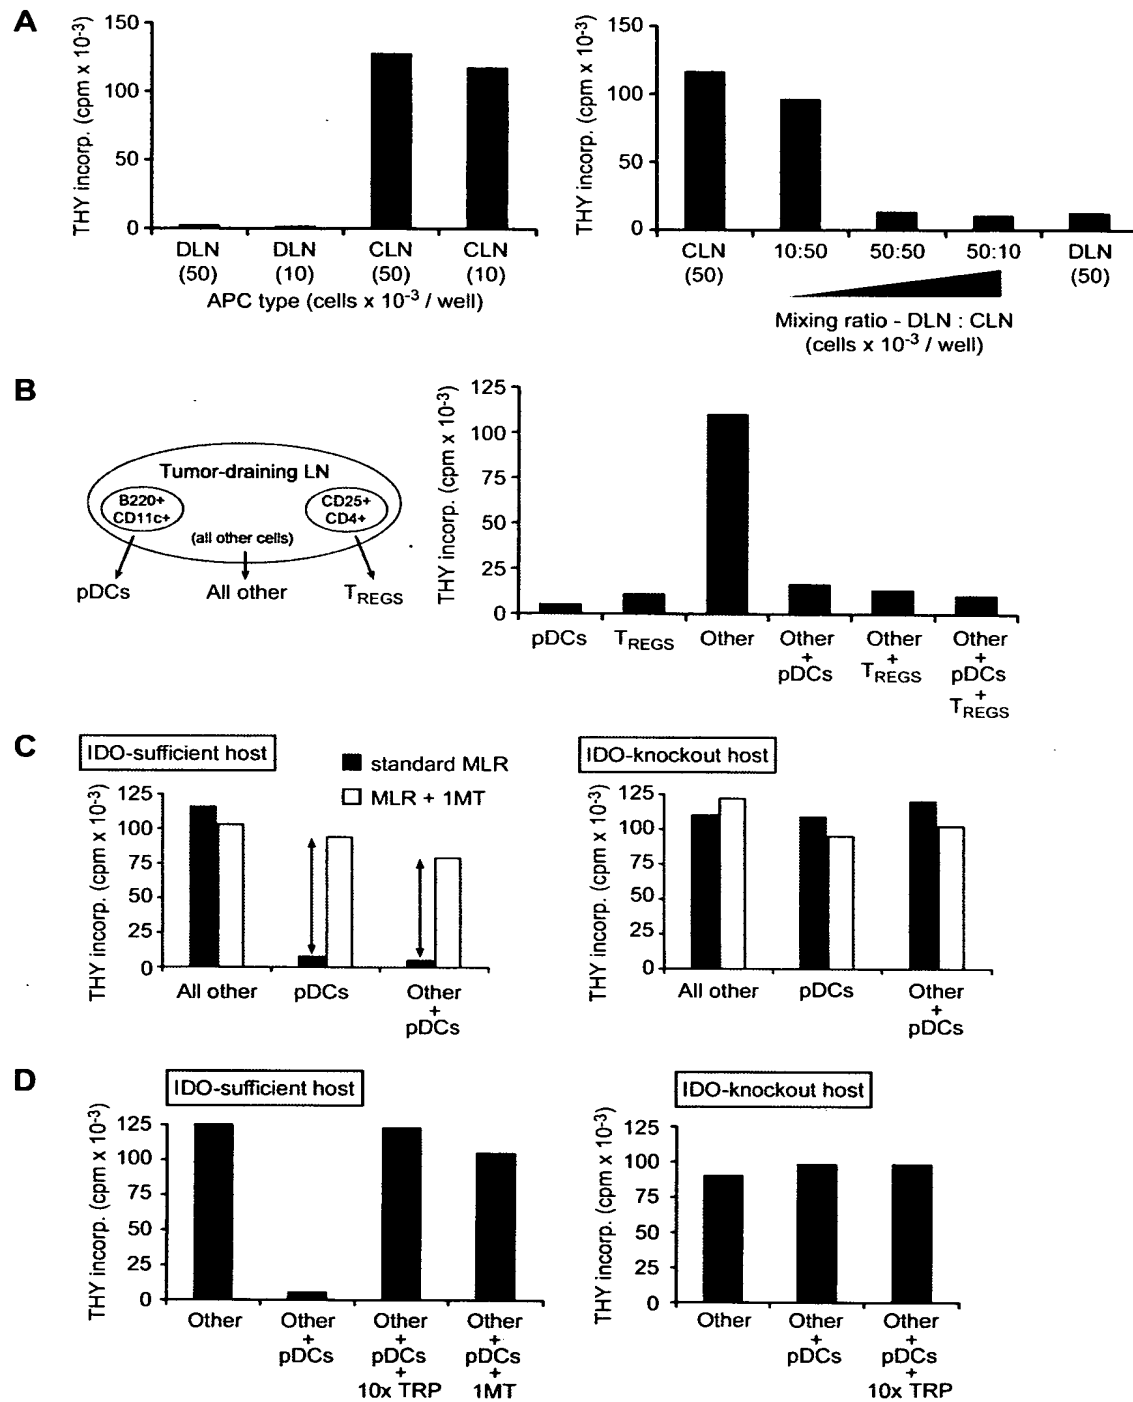 A
THY incorp. (cpm x 10-3)
150
100
50
0
DLN (50)
DLN (10)
CLN (50)
CLN (10)
APC type (cells x 10-3 / well)
THY incorp. (cpm x 10-3)
150
100
50
0
CLN (50)
10:50
50:50
50:10
DLN (50)
Mixing ratio - DLN : CLN
(cells x 10-3 / well)
B
Tumor-draining LN
B220+
CD11c+
CD25+
CD4+
(all other cells)
pDCs
All other
TREGS
THY incorp. (cpm x 10-3)
125
100
75
50
25
0
pDCs
TREGS
Other
Other + pDCs
Other + TREGS
Other + pDCs + TREGS
C
IDO-sufficient host
standard MLR
MLR + 1MT
THY incorp. (cpm x 10-3)
125
100
75
50
25
0
All other
pDCs
Other + pDCs
IDO-knockout host
THY incorp. (cpm x 10-3)
125
100
75
50
25
0
All other
pDCs
Other + pDCs
D
IDO-sufficient host
THY incorp. (cpm x 10-3)
125
100
75
50
25
0
Other
Other + pDCs
Other + pDCs + 10x TRP
Other + pDCs + 1MT
IDO-knockout host
THY incorp. (cpm x 10-3)
125
100
75
50
25
0
Other
Other + pDCs
Other + pDCs + 10x TRP